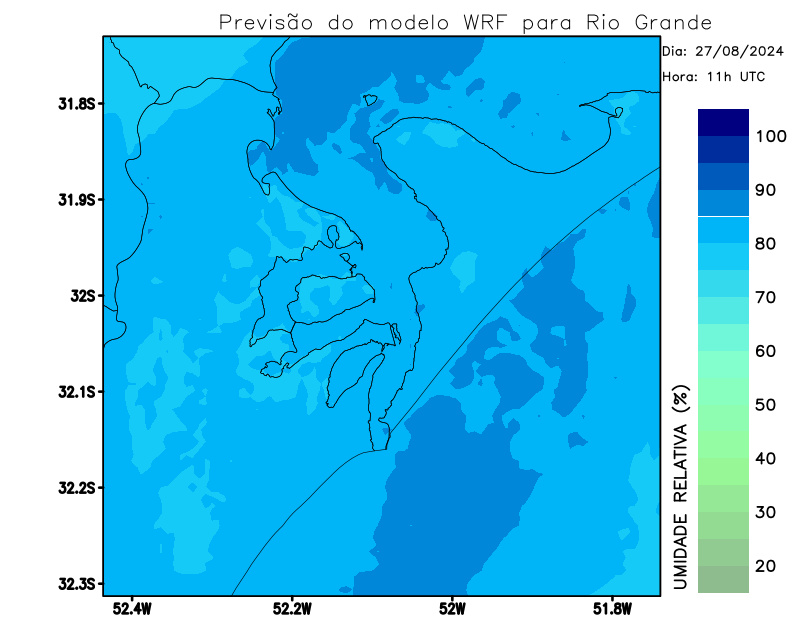 Previsão do modelo WRF para Rio Grande
Dia: 27/08/2024
Hora: 11h UTC
31.8S
31.9S
32S
32.1S
32.2S
32.3S
52.4W
52.2W
52W
51.8W
100
90
80
70
60
50
40
30
20
UMIDADE RELATIVA (%)